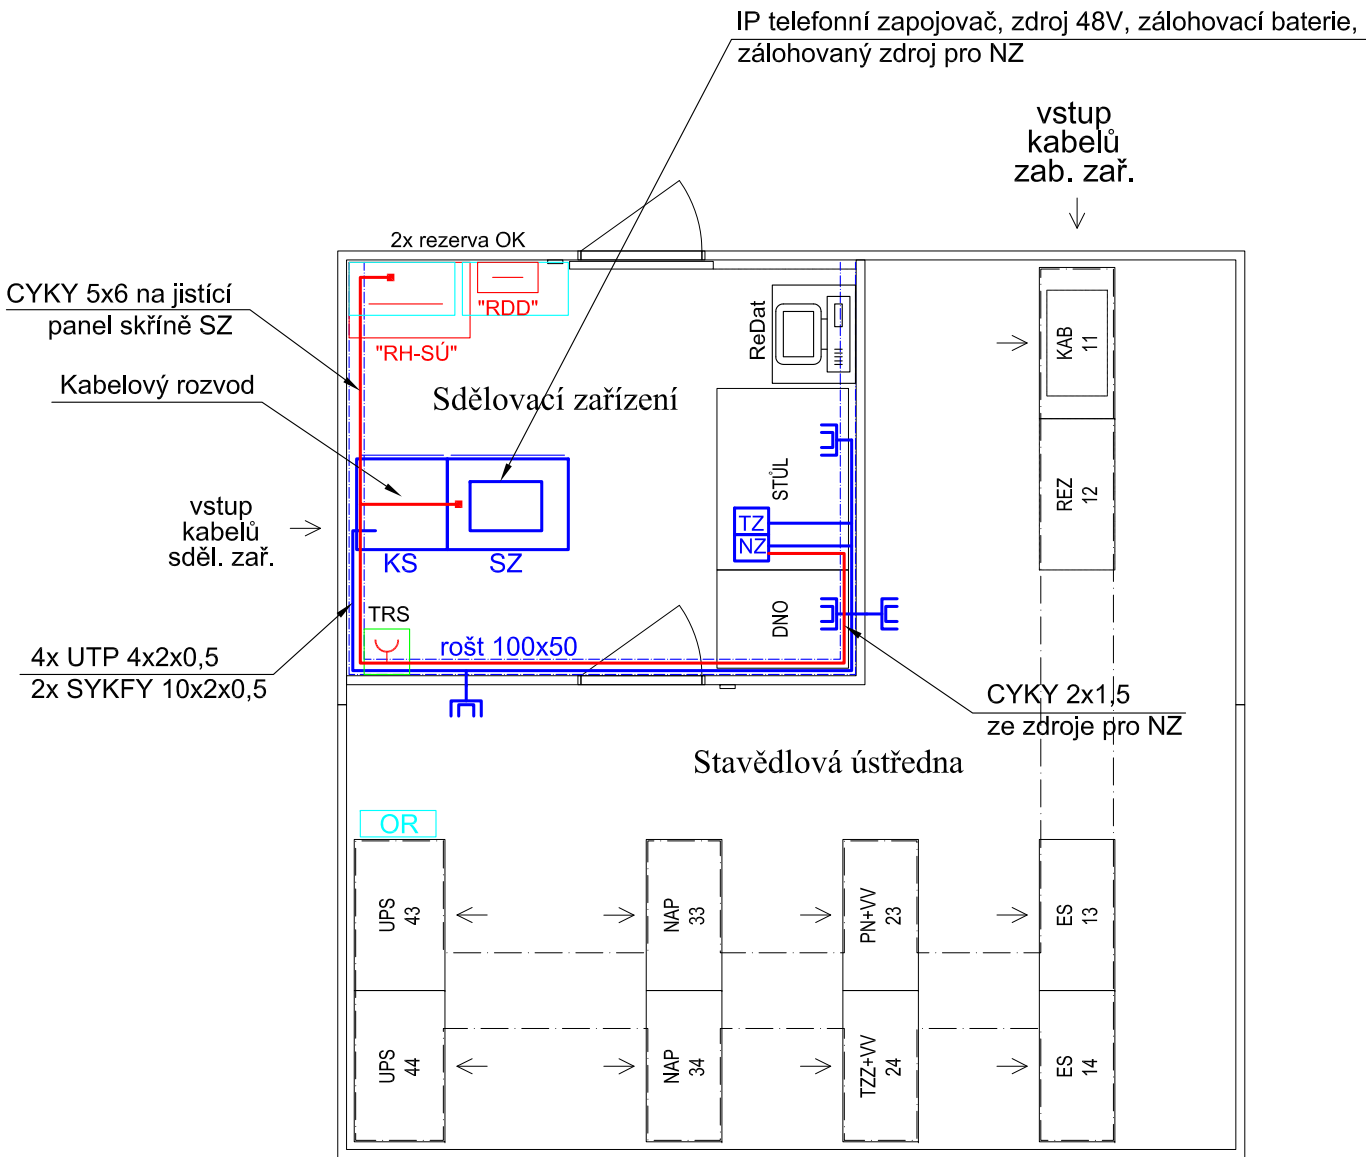 IP telefonní zapojovač, zdroj 48V, zálohovací baterie,
zálohovaný zdroj pro NZ
vstup
kabelů
zab. zař.
2x rezerva OK
CYKY 5x6 na jistící
panel skříně SZ
"RDD"
"RH-SÚ"
ReDat
KAB
11
Kabelový rozvod
Sdělovací zařízení
STŮL
REZ
12
vstup
kabelů
sděl. zař.
TZ
NZ
KS
SZ
TRS
DNO
rošt 100x50
4x UTP 4x2x0,5
2x SYKFY 10x2x0,5
CYKY 2x1,5
ze zdroje pro NZ
Stavědlová ústředna
OR
UPS
43
NAP
33
PN+VV
23
ES
13
UPS
44
NAP
34
TZZ+VV
24
ES
14